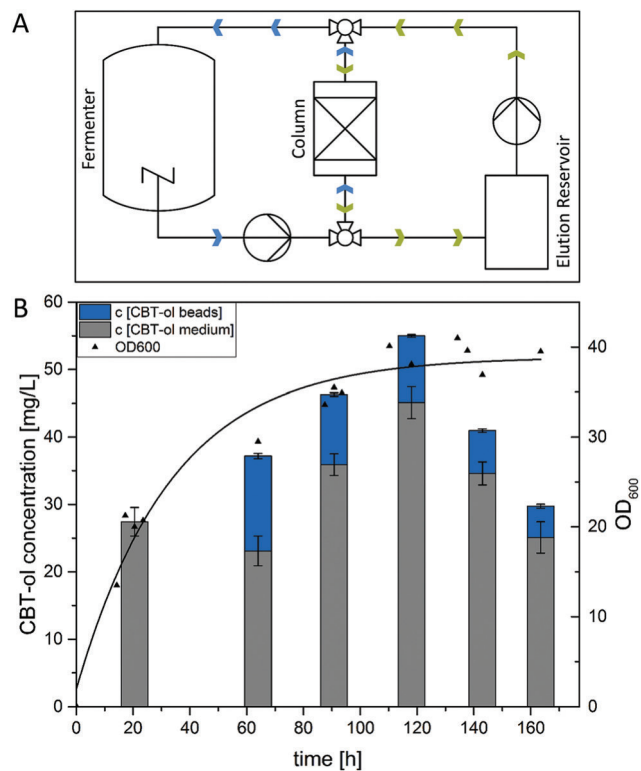 A
Fermenter
Column
Elution Reservoir
B
c [CBT-ol beads]
c [CBT-ol medium]
OD600
CBT-ol concentration [mg/L]
60
50
40
30
20
10
0
40
30
20
10
0
OD600
0 20 40 60 80 100 120 140 160
time [h]